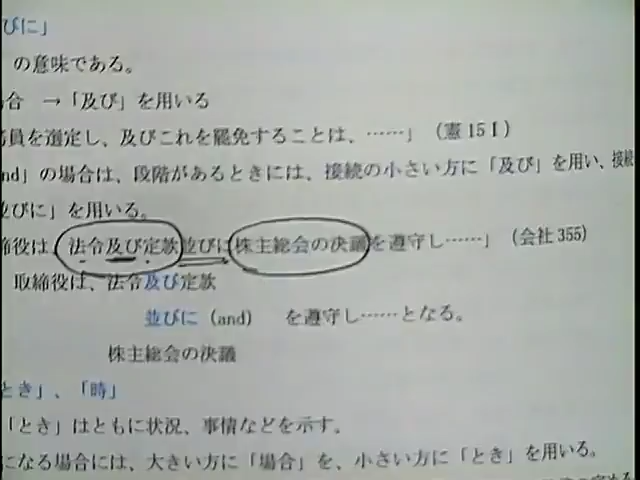 びに」
の意味である。
合 →「及び」を用いる
員を選定し、及びこれを罷免することは、……」(憲15Ⅰ)
nd」の場合は、段階があるときには、接続の小さい方に「及び」を用い、接続
並びに」を用いる。
締役は、法令及び定款並びに株主総会の決議を遵守し……」(会社355)
取締役は、法令及び定款
並びに(and) を遵守し……となる。
株主総会の決議
とき」、「時」
「とき」はともに状況、事情などを示す。
になる場合には、大きい方に「場合」を、小さい方に「とき」を用いる。